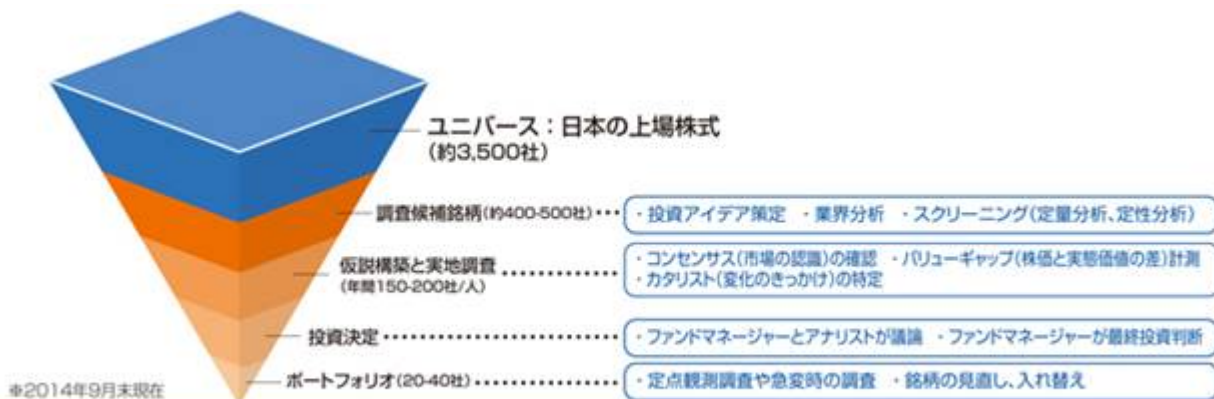 ユニバース：日本の上場株式
(約3,500社)
調査候補銘柄(約400-500社)
・投資アイデア策定 ・業界分析 ・スクリーニング(定量分析、定性分析)
仮説構築と実地調査
(年間150-200社/人)
・コンセンサス(市場の認識)の確認 ・バリューギャップ(株価と実態価値の差)計測
・カタリスト(変化のきっかけ)の特定
投資決定
・ファンドマネージャーとアナリストが議論 ・ファンドマネージャーが最終投資判断
ポートフォリオ(20-40社)
・定点観測調査や急変時の調査 ・銘柄の見直し、入れ替え
※2014年9月末現在